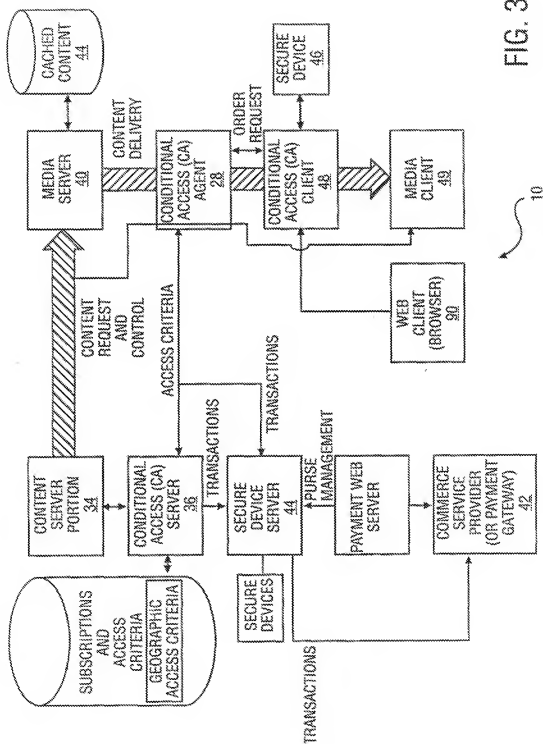 SUBSCRIPTIONS AND
ACCESS
CRITERIA
GEOGRAPHIC
ACCESS CRITERIA
CONTENT
SERVER
PORTION
34
CONDITIONAL
ACCESS (CA)
SERVER
36
TRANSACTIONS
SECURE
DEVICE
SERVER
44
SECURE
DEVICES
PURSE
MANAGEMENT
PAYMENT WEB
SERVER
COMMERCE
SERVICE
PROVIDER
(OR PAYMENT
GATEWAY)
42
TRANSACTIONS
CONTENT
REQUEST
AND
CONTROL
ACCESS CRITERIA
TRANSACTIONS
MEDIA
SERVER
40
CACHED
CONTENT
44
CONTENT
DELIVERY
CONDITIONAL
ACCESS (CA)
AGENT
28
ORDER
REQUEST
CONDITIONAL
ACCESS (CA)
CLIENT
48
SECURE
DEVICE
46
MEDIA
CLIENT
49
WEB
CLIENT
(BROWSER)
90
10
FIG. 3